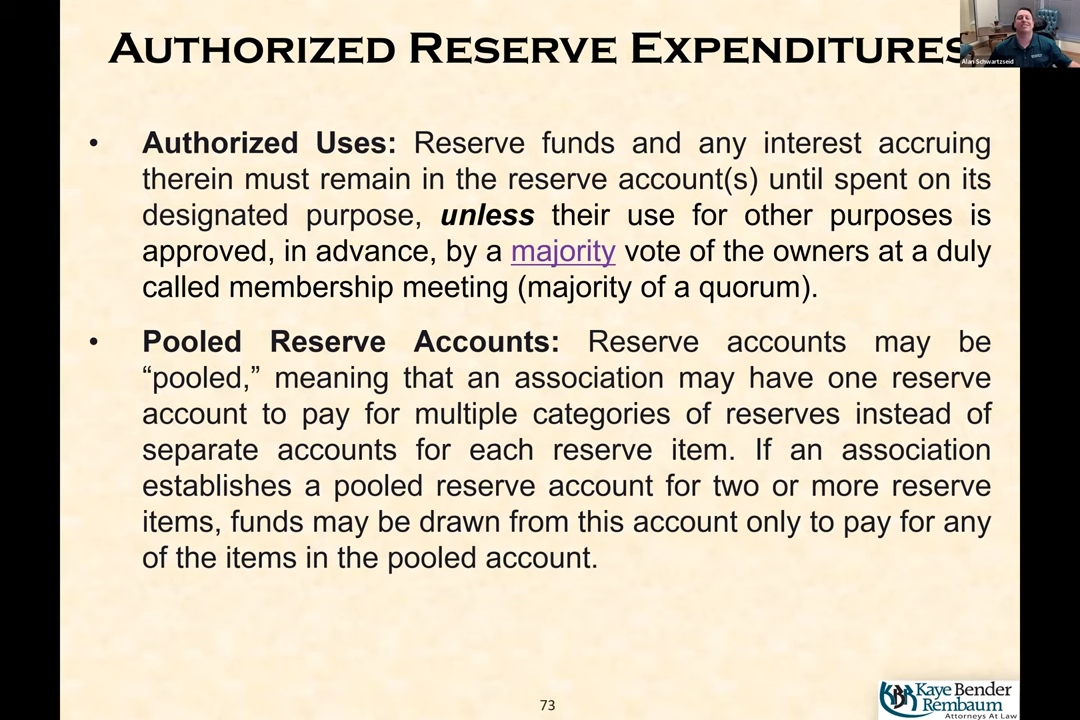 AUTHORIZED RESERVE EXPENDITURES
Alan Schwartzseid
• Authorized Uses: Reserve funds and any interest accruing
therein must remain in the reserve account(s) until spent on its
designated purpose, unless their use for other purposes is
approved, in advance, by a majority vote of the owners at a duly
called membership meeting (majority of a quorum).
• Pooled Reserve Accounts: Reserve accounts may be
“pooled,” meaning that an association may have one reserve
account to pay for multiple categories of reserves instead of
separate accounts for each reserve item. If an association
establishes a pooled reserve account for two or more reserve
items, funds may be drawn from this account only to pay for any
of the items in the pooled account.
73
KBR Kaye Bender
Rembaum
Attorneys At Law